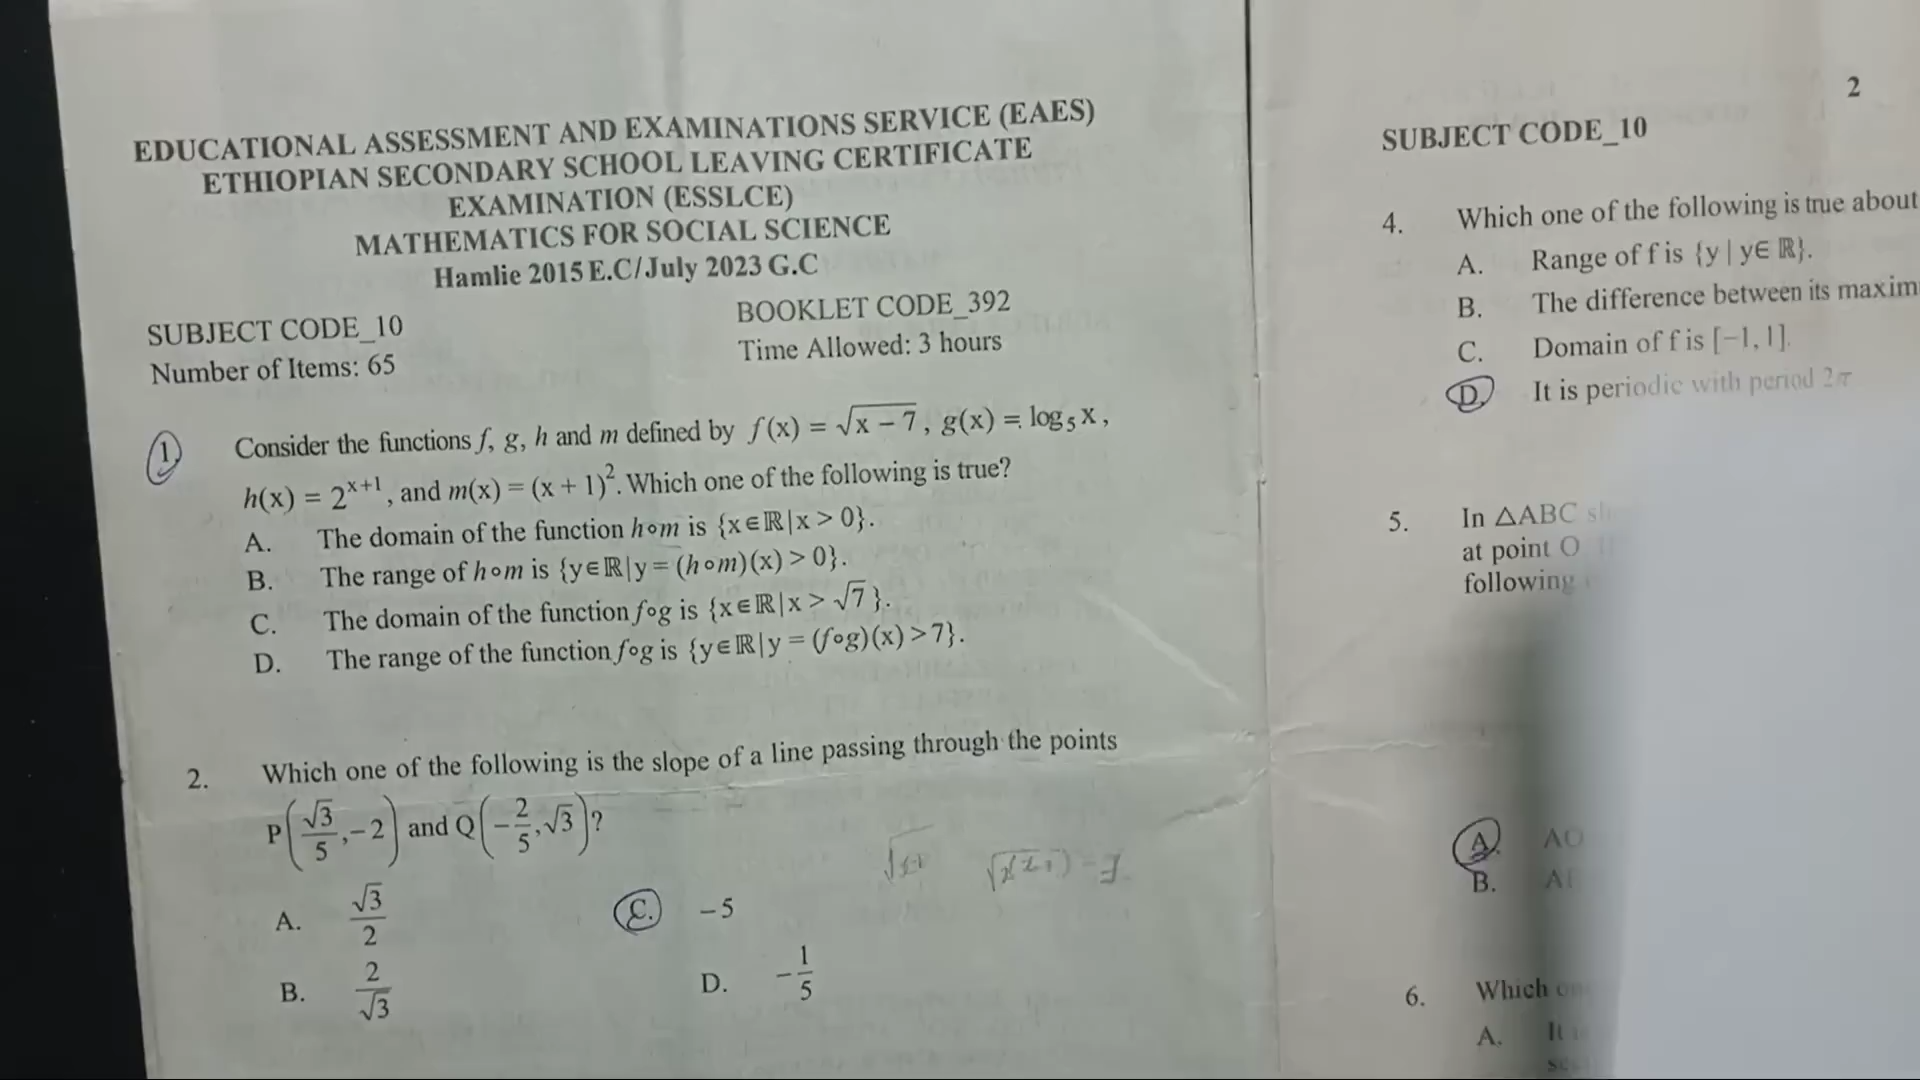 EDUCATIONAL ASSESSMENT AND EXAMINATIONS SERVICE (EAES)
ETHIOPIAN SECONDARY SCHOOL LEAVING CERTIFICATE
EXAMINATION (ESSLCE)
MATHEMATICS FOR SOCIAL SCIENCE
Hamlie 2015 E.C/July 2023 G.C
SUBJECT CODE_10 BOOKLET CODE_392
Number of Items: 65 Time Allowed: 3 hours
1. Consider the functions f, g, h and m defined by f(x) = √(x − 7), g(x) = log₅x,
h(x) = 2^(x+1), and m(x) = (x + 1)². Which one of the following is true?
A. The domain of the function h∘m is {x∈ℝ|x > 0}.
B. The range of h∘m is {y∈ℝ|y = (h∘m)(x) > 0}.
C. The domain of the function f∘g is {x∈ℝ|x > √7}.
D. The range of the function f∘g is {y∈ℝ|y = (f∘g)(x) > 7}.
2. Which one of the following is the slope of a line passing through the points
P(√3/5, −2) and Q(−2/5, √3)?
A. √3/2 C. −5
B. 2/√3 D. −1/5
2
SUBJECT CODE_10
4. Which one of the following is true about
A. Range of f is {y | y∈ ℝ}.
B. The difference between its maxim
C. Domain of f is [−1, 1].
D. It is periodic with period 2π
5. In △ABC
at point O
following
A. AO
B.
6. Which
A. It